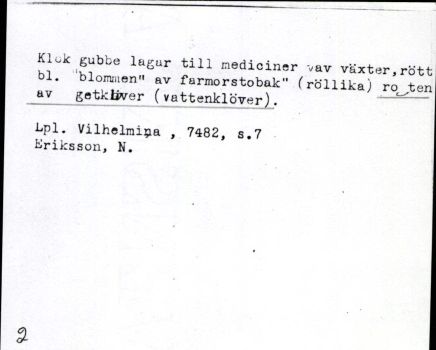 Klok gubbe lagar till mediciner av växter, rött
bl. "blommen" av farmorstobak" (röllika) roten
av getklöver (vattenklöver).
Lpl. Vilhelmina , 7482, s.7
Eriksson, N.
2